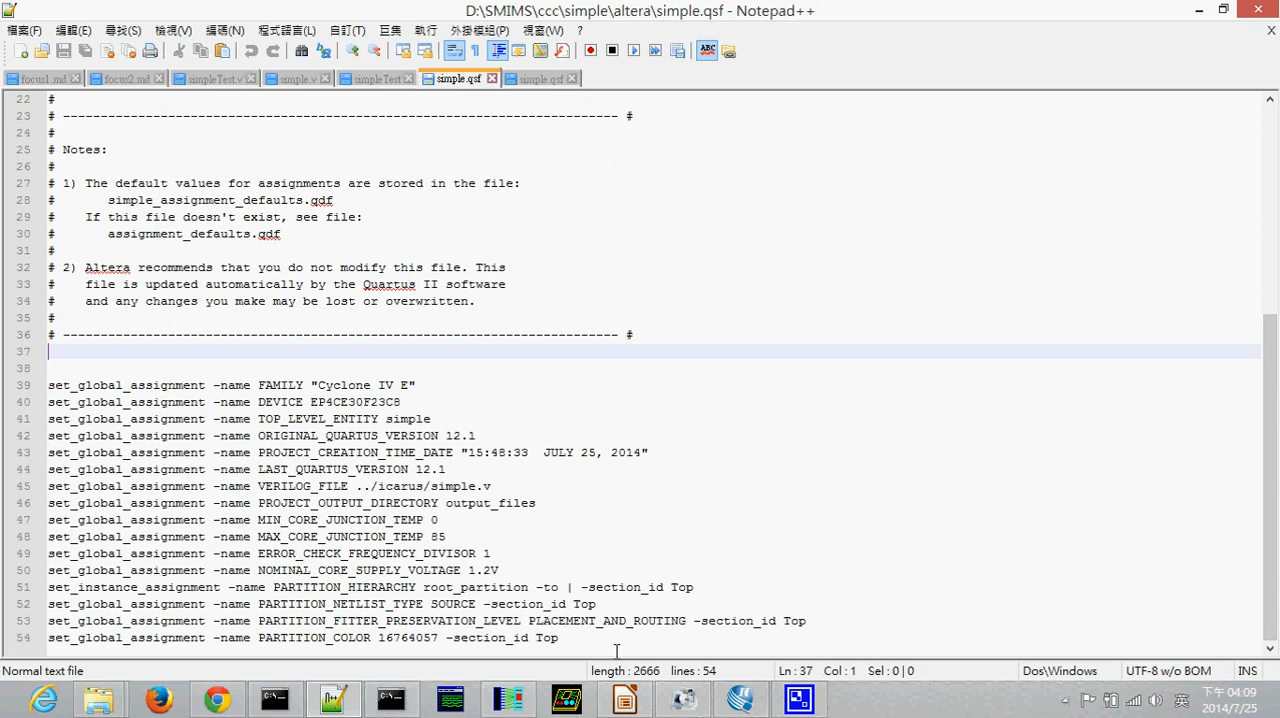 D:\SMIMS\ccc\simple\altera\simple.qsf - Notepad++
檔案(F) 編輯(E) 尋找(S) 檢視(V) 編碼(N) 程式語言(L) 設定(T) 巨集 執行 外掛模組(P) 視窗(W) ? X
focus1.md focus2.md simpleTest.v simple.v simpleTest simple.qsf simple.qsf
22 #
23 # -------------------------------------------------------------------------- #
24 #
25 # Notes:
26 #
27 # 1) The default values for assignments are stored in the file:
28 # simple_assignment_defaults.qdf
29 # If this file doesn't exist, see file:
30 # assignment_defaults.qdf
31 #
32 # 2) Altera recommends that you do not modify this file. This
33 # file is updated automatically by the Quartus II software
34 # and any changes you make may be lost or overwritten.
35 #
36 # -------------------------------------------------------------------------- #
37
38
39 set_global_assignment -name FAMILY "Cyclone IV E"
40 set_global_assignment -name DEVICE EP4CE30F23C8
41 set_global_assignment -name TOP_LEVEL_ENTITY simple
42 set_global_assignment -name ORIGINAL_QUARTUS_VERSION 12.1
43 set_global_assignment -name PROJECT_CREATION_TIME_DATE "15:48:33  JULY 25, 2014"
44 set_global_assignment -name LAST_QUARTUS_VERSION 12.1
45 set_global_assignment -name VERILOG_FILE ../icarus/simple.v
46 set_global_assignment -name PROJECT_OUTPUT_DIRECTORY output_files
47 set_global_assignment -name MIN_CORE_JUNCTION_TEMP 0
48 set_global_assignment -name MAX_CORE_JUNCTION_TEMP 85
49 set_global_assignment -name ERROR_CHECK_FREQUENCY_DIVISOR 1
50 set_global_assignment -name NOMINAL_CORE_SUPPLY_VOLTAGE 1.2V
51 set_instance_assignment -name PARTITION_HIERARCHY root_partition -to | -section_id Top
52 set_global_assignment -name PARTITION_NETLIST_TYPE SOURCE -section_id Top
53 set_global_assignment -name PARTITION_FITTER_PRESERVATION_LEVEL PLACEMENT_AND_ROUTING -section_id Top
54 set_global_assignment -name PARTITION_COLOR 16764057 -section_id Top
Normal text file length : 2666 lines : 54 Ln : 37 Col : 1 Sel : 0 | 0 Dos\Windows UTF-8 w/o BOM INS
英 下午 04:09
2014/7/25